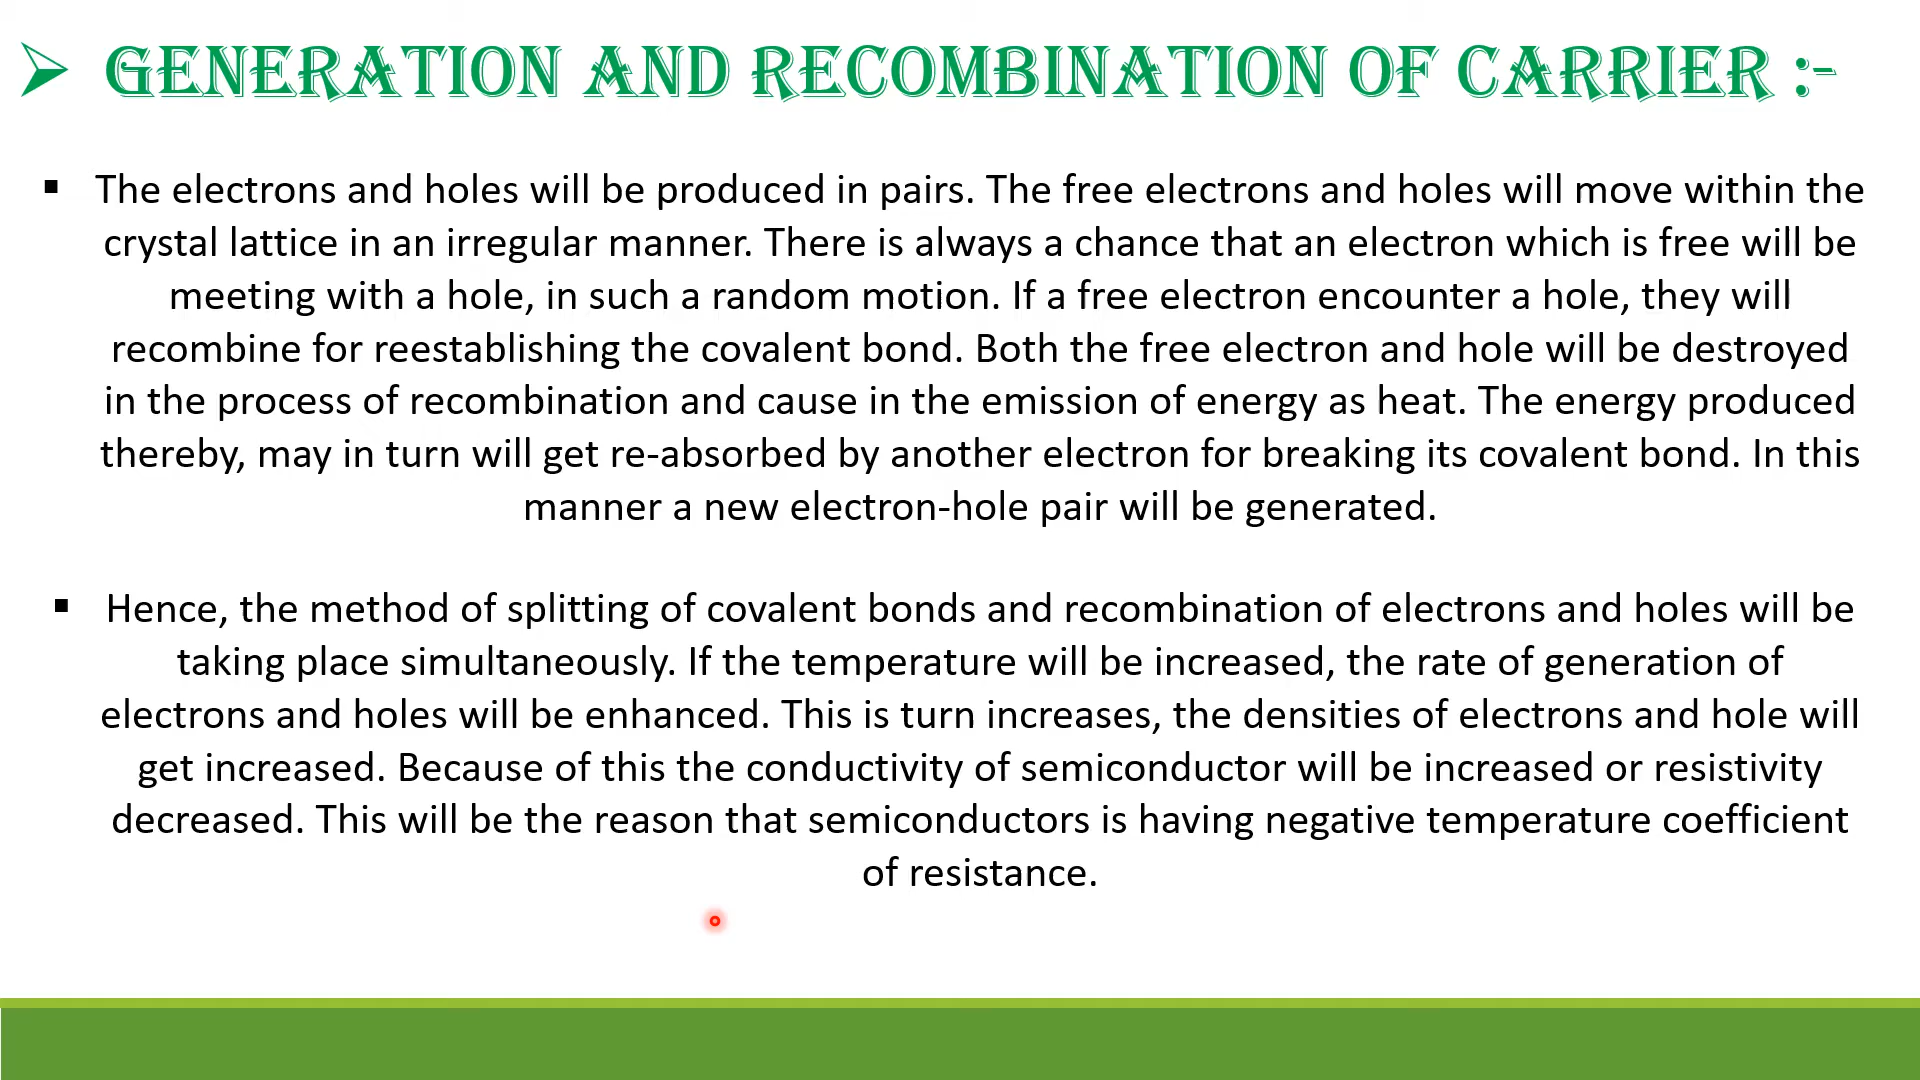 ➤ GENERATION AND RECOMBINATION OF CARRIER :-
▪ The electrons and holes will be produced in pairs. The free electrons and holes will move within the
crystal lattice in an irregular manner. There is always a chance that an electron which is free will be
meeting with a hole, in such a random motion. If a free electron encounter a hole, they will
recombine for reestablishing the covalent bond. Both the free electron and hole will be destroyed
in the process of recombination and cause in the emission of energy as heat. The energy produced
thereby, may in turn will get re-absorbed by another electron for breaking its covalent bond. In this
manner a new electron-hole pair will be generated.
▪ Hence, the method of splitting of covalent bonds and recombination of electrons and holes will be
taking place simultaneously. If the temperature will be increased, the rate of generation of
electrons and holes will be enhanced. This is turn increases, the densities of electrons and hole will
get increased. Because of this the conductivity of semiconductor will be increased or resistivity
decreased. This will be the reason that semiconductors is having negative temperature coefficient
of resistance.